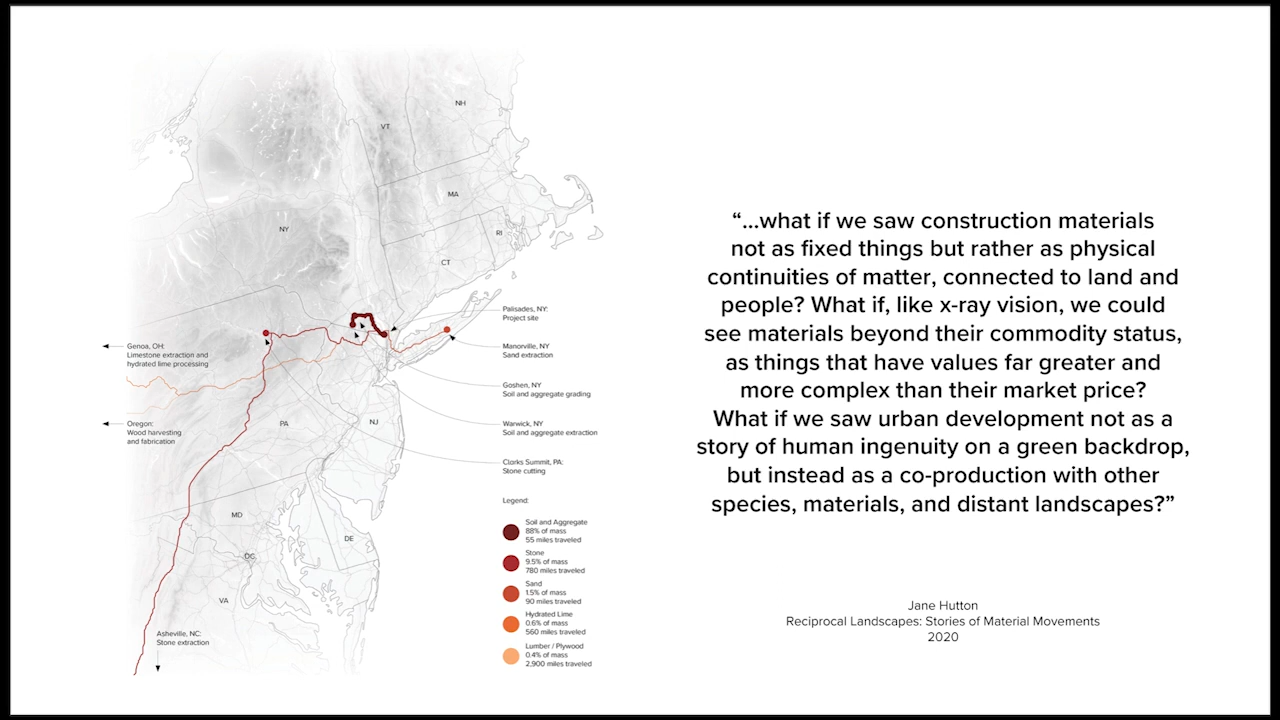 NH
VT
MA
NY
RI
CT
Palisades, NY:
Project site
Genoa, OH:
Limestone extraction and
hydrated lime processing
Manorville, NY
Sand extraction
Goshen, NY
Soil and aggregate grading
Oregon:
Wood harvesting
and fabrication
PA
NJ
Warwick, NY
Soil and aggregate extraction
Clarks Summit, PA:
Stone cutting
MD
DE
DC
VA
Asheville, NC:
Stone extraction
Legend:
Soil and Aggregate
88% of mass
55 miles traveled
Stone
9.5% of mass
780 miles traveled
Sand
1.5% of mass
90 miles traveled
Hydrated Lime
0.6% of mass
560 miles traveled
Lumber / Plywood
0.4% of mass
2,900 miles traveled
“...what if we saw construction materials
not as fixed things but rather as physical
continuities of matter, connected to land and
people? What if, like x-ray vision, we could
see materials beyond their commodity status,
as things that have values far greater and
more complex than their market price?
What if we saw urban development not as a
story of human ingenuity on a green backdrop,
but instead as a co-production with other
species, materials, and distant landscapes?”
Jane Hutton
Reciprocal Landscapes: Stories of Material Movements
2020